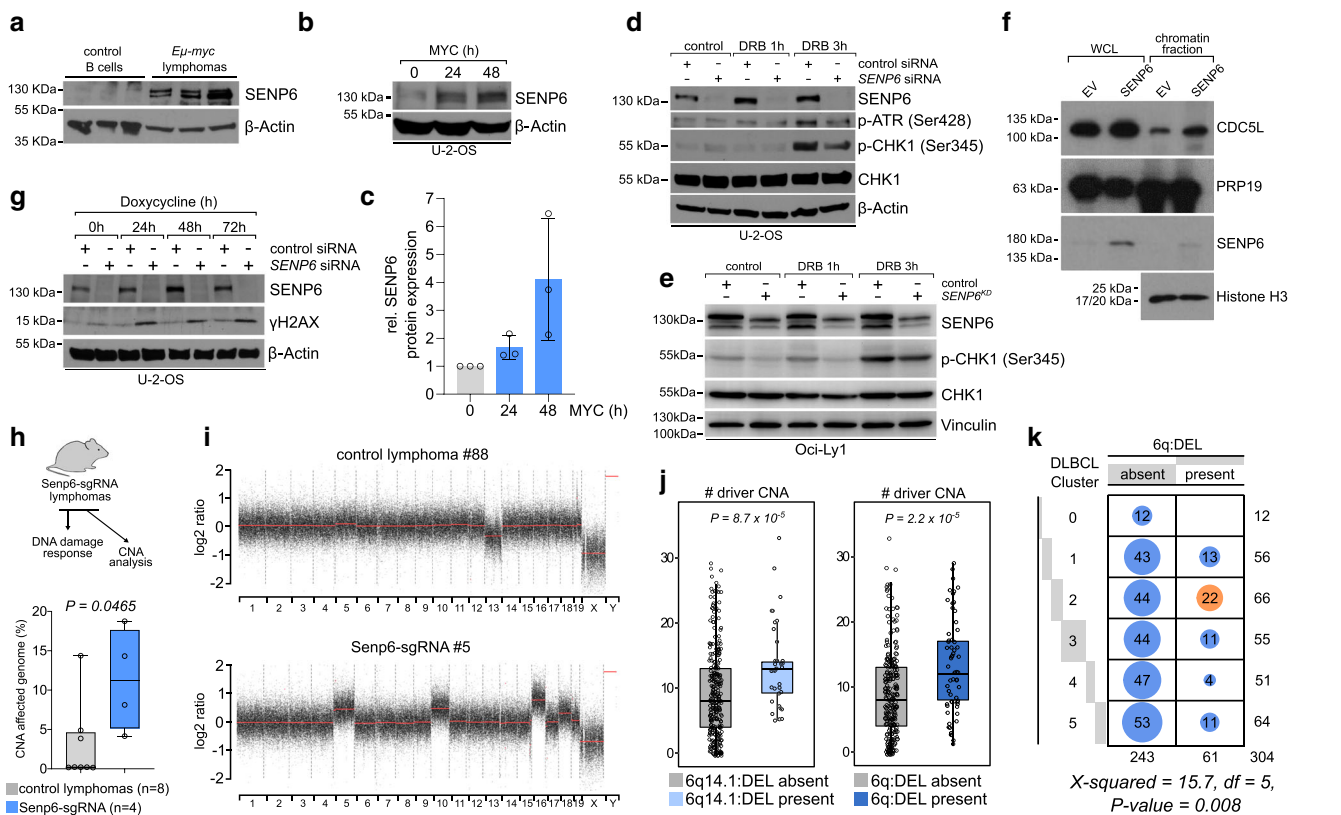 a
control
B cells
Eµ-myc
lymphomas
130 KDa
55 KDa
35 KDa
SENP6
β-Actin
b
MYC (h)
0 24 48
130 kDa
55 kDa
SENP6
β-Actin
U-2-OS
d
control DRB 1h DRB 3h
+ - + - + - control siRNA
- + - + - + SENP6 siRNA
130 kDa
SENP6
p-ATR (Ser428)
55 kDa
p-CHK1 (Ser345)
55 kDa
CHK1
β-Actin
U-2-OS
f
WCL
chromatin
fraction
EV SENP6 EV SENP6
135 kDa
100 kDa
CDC5L
63 kDa
PRP19
180 kDa
135 kDa
SENP6
25 kDa
17/20 kDa
Histone H3
g
Doxycycline (h)
0h 24h 48h 72h
+ - + - + - + - control siRNA
- + - + - + - + SENP6 siRNA
130 kDa
SENP6
15 kDa
γH2AX
55 kDa
β-Actin
U-2-OS
c
rel. SENP6
protein expression
7
6
5
4
3
2
1
0
0 24 48 MYC (h)
e
control DRB 1h DRB 3h
+ - + - + - control
- + - + - + SENP6KD
130kDa
SENP6
55kDa
p-CHK1 (Ser345)
55kDa
CHK1
130kDa
100kDa
Vinculin
Oci-Ly1
h
Senp6-sgRNA
lymphomas
DNA damage
response
CNA
analysis
P = 0.0465
CNA affected genome (%)
20
15
10
5
0
control lymphomas (n=8)
Senp6-sgRNA (n=4)
i
control lymphoma #88
log2 ratio
2
1
0
-1
-2
1 2 3 4 5 6 7 8 9 10 11 12 13 14 15 16 17 18 19 X Y
Senp6-sgRNA #5
log2 ratio
2
1
0
-1
-2
1 2 3 4 5 6 7 8 9 10 11 12 13 14 15 16 17 18 19 X Y
j
# driver CNA
P = 8.7 x 10-5
30
20
10
0
6q14.1:DEL absent
6q14.1:DEL present
# driver CNA
P = 2.2 x 10-5
30
20
10
0
6q:DEL absent
6q:DEL present
k
6q:DEL
DLBCL
Cluster
absent present
0 12 12
1 43 13 56
2 44 22 66
3 44 11 55
4 47 4 51
5 53 11 64
243 61 304
X-squared = 15.7, df = 5,
P-value = 0.008